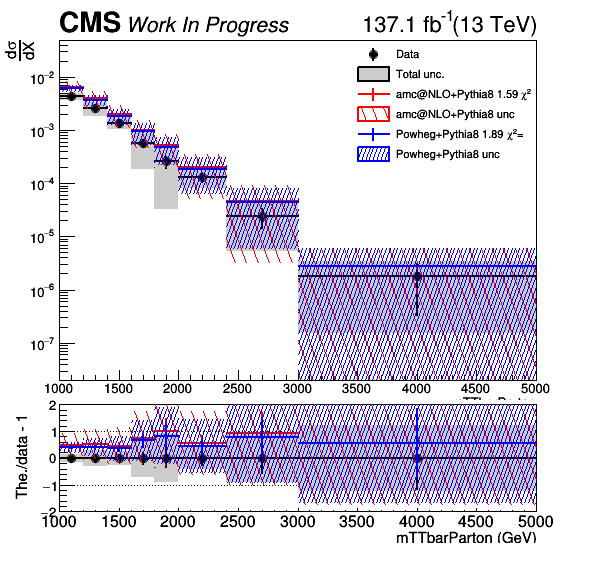 CMS Work In Progress 137.1 fb⁻¹(13 TeV)
dσ
dX
Data
Total unc.
amc@NLO+Pythia8 1.59 χ²
amc@NLO+Pythia8 unc
Powheg+Pythia8 1.89 χ²=
Powheg+Pythia8 unc
10⁻²
10⁻³
10⁻⁴
10⁻⁵
10⁻⁶
10⁻⁷
1000 1500 2000 2500 3000 3500 4000 4500 5000
The./data - 1
2
1
0
−1
−2
1000 1500 2000 2500 3000 3500 4000 4500 5000
mTTbarParton (GeV)